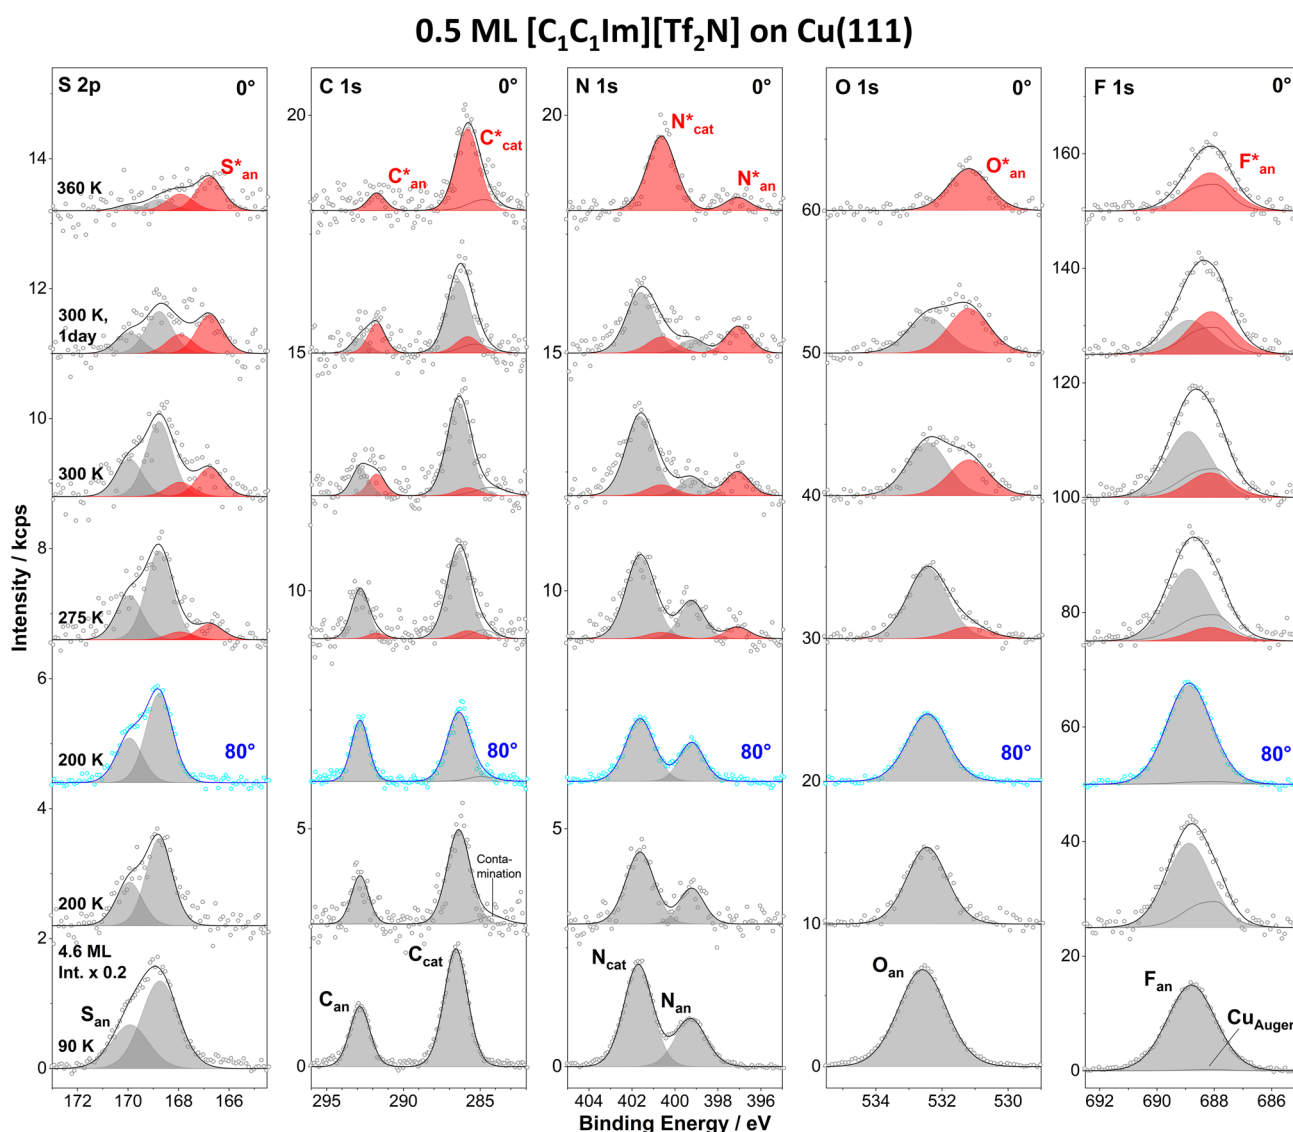 0.5 ML [C₁C₁Im][Tf₂N] on Cu(111)
S 2p 0° C 1s 0° N 1s 0° O 1s 0° F 1s 0°
20 160
14 360 K S*an C*an C*cat N*cat N*an O*an F*an
60
12 300 K, 1day 15 50 140
10 300 K 40 120
100
8 275 K 10 30 80
6 200 K 80° 80° 80° 20 80° 60 80°
4 200 K 5 Conta-
mination 10 40
2 4.6 ML
Int. x 0.2
San 90 K Can Ccat Ncat Nan Oan 20 Fan CuAuger
0 0 0 0
172 170 168 166 295 290 285 404 402 400 398 396 534 532 530 692 690 688 686
Intensity / kcps
Binding Energy / eV